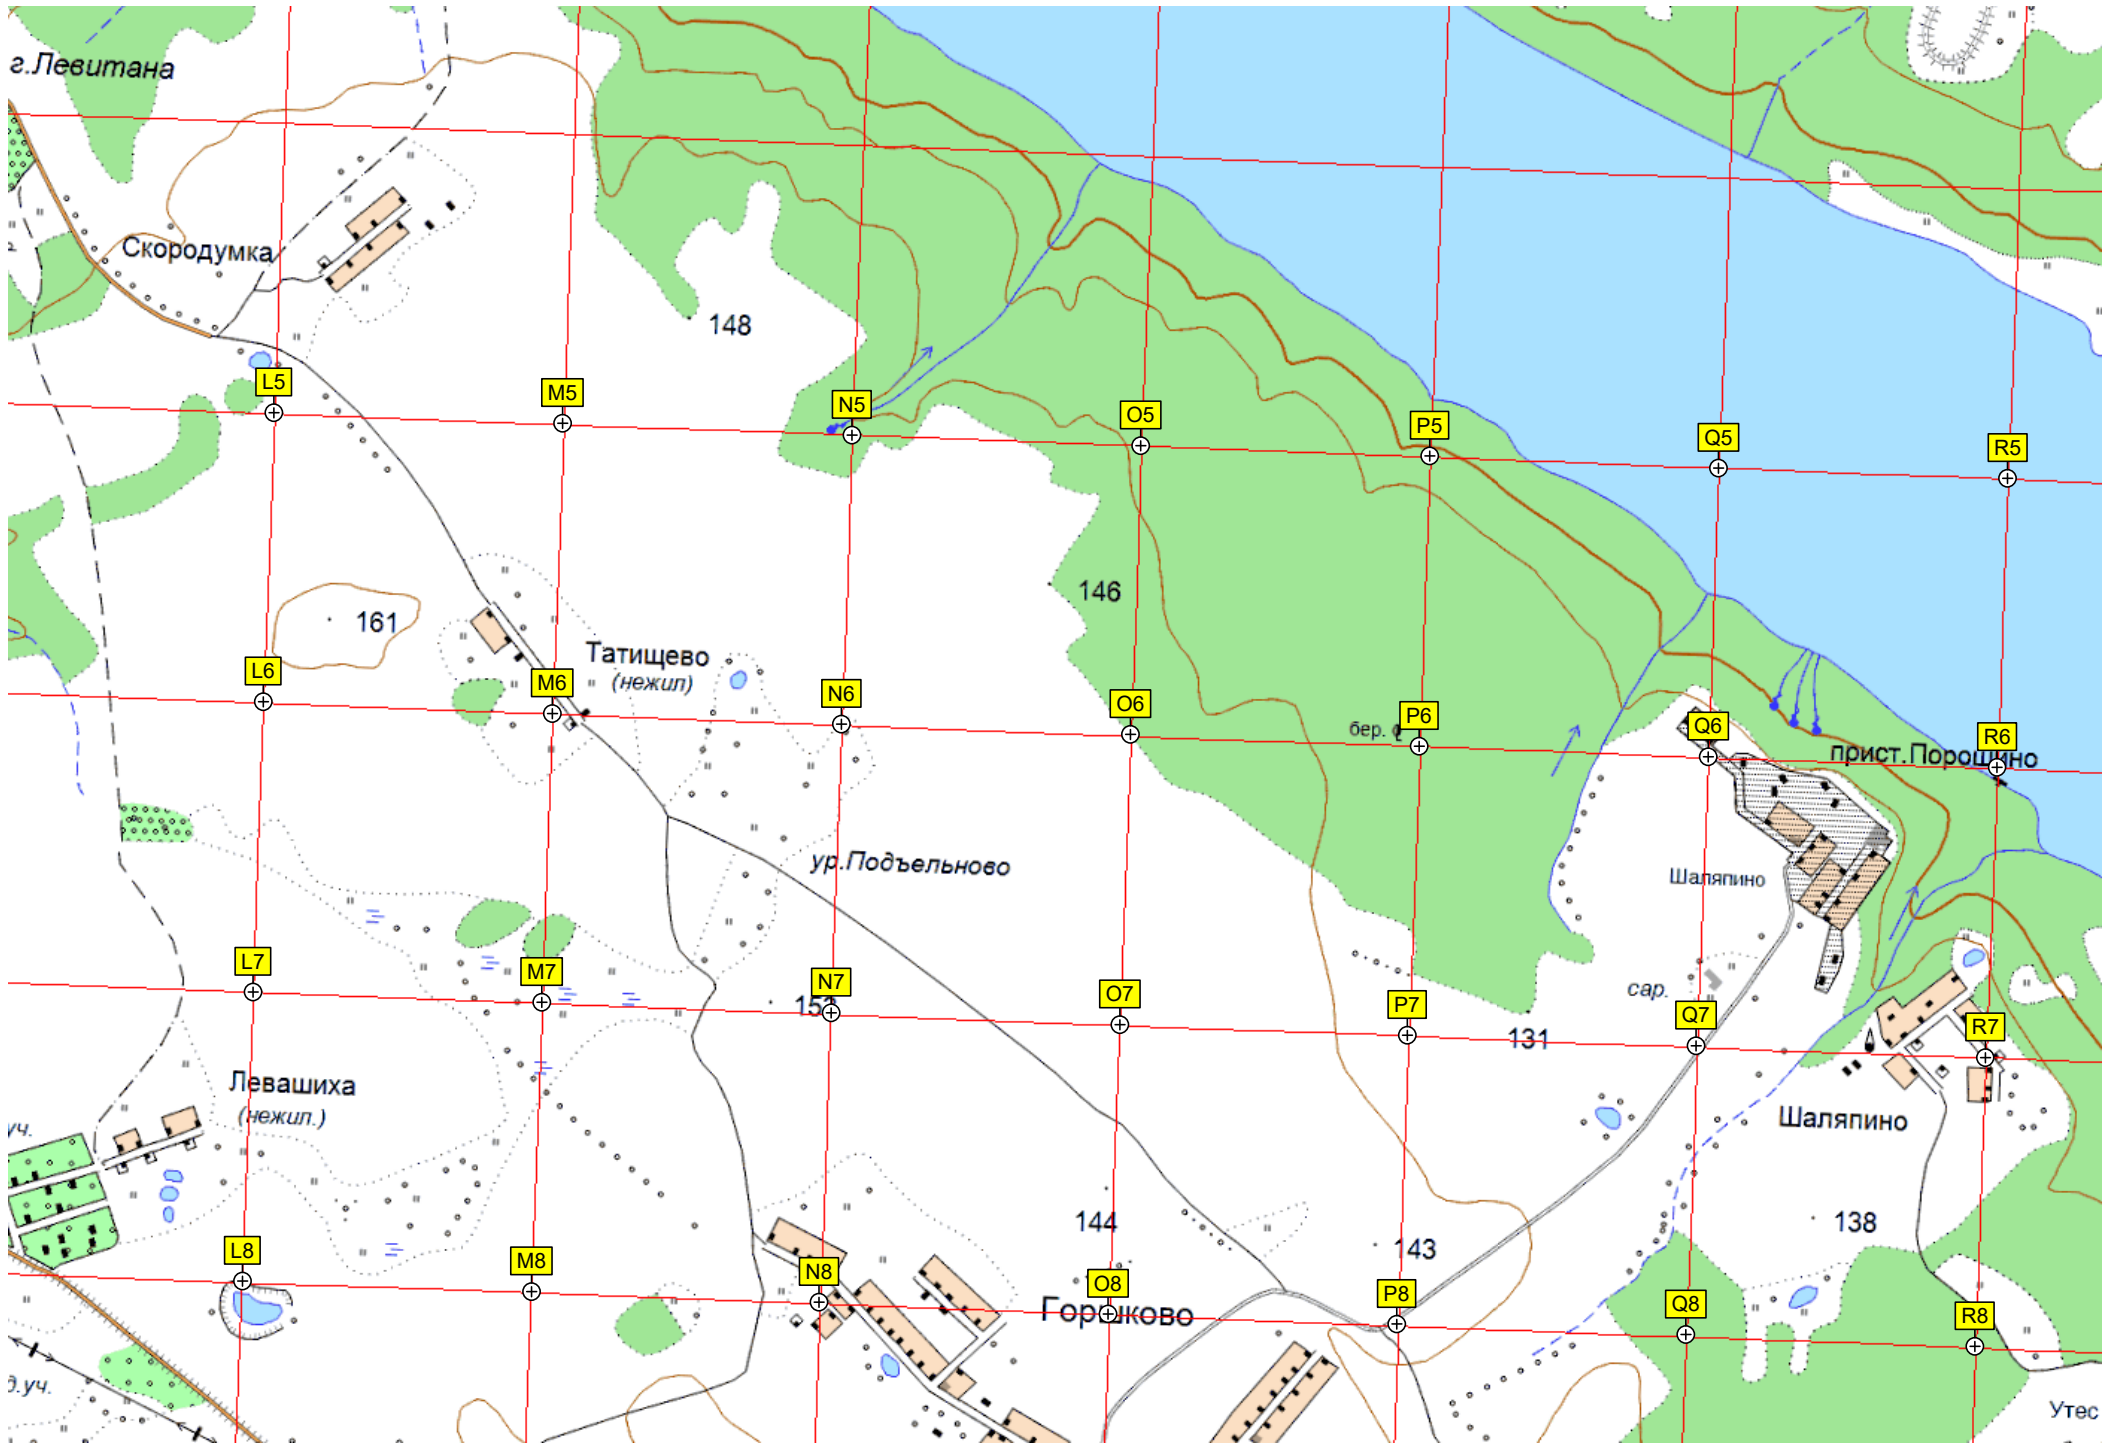 г.Левитана
Скородумка
148
L5
M5
N5
O5
P5
Q5
R5
146
161
Татищево
(нежил)
L6
M6
N6
O6
P6
Q6
R6
бер.
прист.Порошино
ур.Подъельново
Шаляпино
L7
M7
N7
O7
P7
Q7
R7
сар.
131
Левашиха
(нежил.)
уч.
Шаляпино
144
143
138
L8
M8
N8
O8
P8
Q8
R8
Горшково
д.уч.
Утес